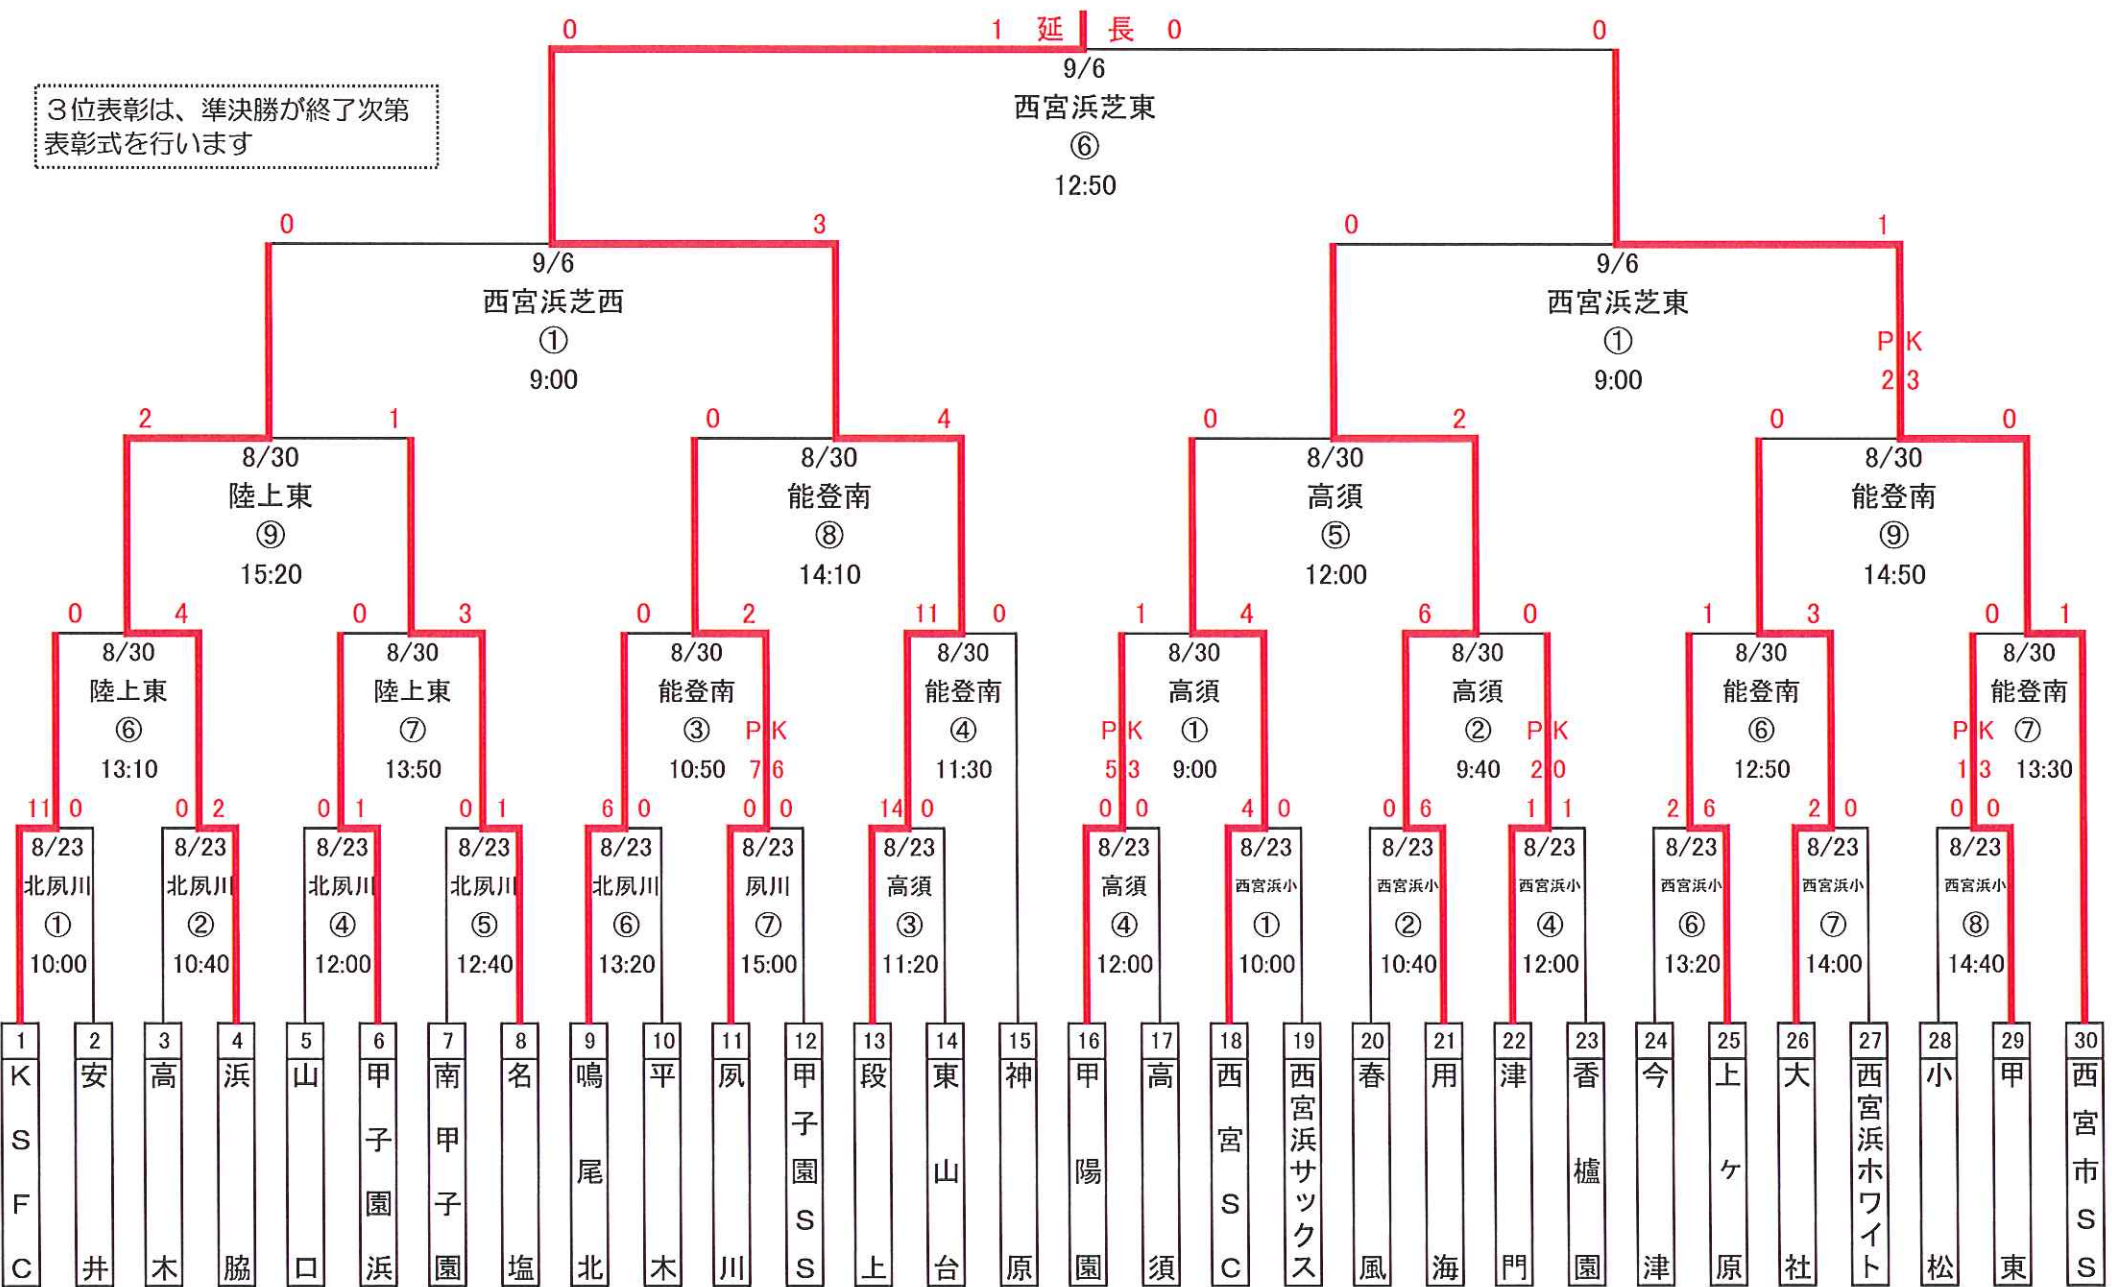 0 1 延長 0 0
9/6
西宮浜芝東
⑥
12:50
3位表彰は、準決勝が終了次第
表彰式を行います
0 3 0 1
9/6 9/6
西宮浜芝西 西宮浜芝東
① ①
9:00 9:00
PK
2 3
2 1 0 4 0 2 0 0
8/30 8/30 8/30 8/30
陸上東 能登南 高須 能登南
⑨ ⑧ ⑤ ⑨
15:20 14:10 12:00 14:50
0 4 0 3 0 2 11 0 1 4 6 0 1 3 0 1
8/30 8/30 8/30 8/30 8/30 8/30 8/30 8/30
陸上東 陸上東 能登南 能登南 高須 高須 能登南 能登南
⑥ ⑦ ③ PK ④ PK ① ② PK ⑥ PK ⑦
13:10 13:50 10:50 7 6 11:30 5 3 9:00 9:40 2 0 12:50 1 3 13:30
11 0 0 2 0 1 0 1 6 0 0 0 14 0 0 0 4 0 0 6 1 1 2 6 2 0 0 0
8/23 8/23 8/23 8/23 8/23 8/23 8/23 8/23 8/23 8/23 8/23 8/23 8/23 8/23
北夙川 北夙川 北夙川 北夙川 北夙川 夙川 高須 高須 西宮浜小 西宮浜小 西宮浜小 西宮浜小 西宮浜小 西宮浜小
① ② ④ ⑤ ⑥ ⑦ ③ ④ ① ② ④ ⑥ ⑦ ⑧
10:00 10:40 12:00 12:40 13:20 15:00 11:20 12:00 10:00 10:40 12:00 13:20 14:00 14:40
1 KSFC
2 安井
3 高木
4 浜脇
5 山口
6 甲子園浜
7 南甲子園
8 名塩
9 鳴尾北
10 平木
11 夙川
12 甲子園SS
13 段上
14 東山台
15 神原
16 甲陽園
17 高須
18 西宮SC
19 西宮浜サックス
20 春風
21 用海
22 津門
23 香櫨園
24 今津
25 上ヶ原
26 大社
27 西宮浜ホワイト
28 小松
29 甲東
30 西宮市SS